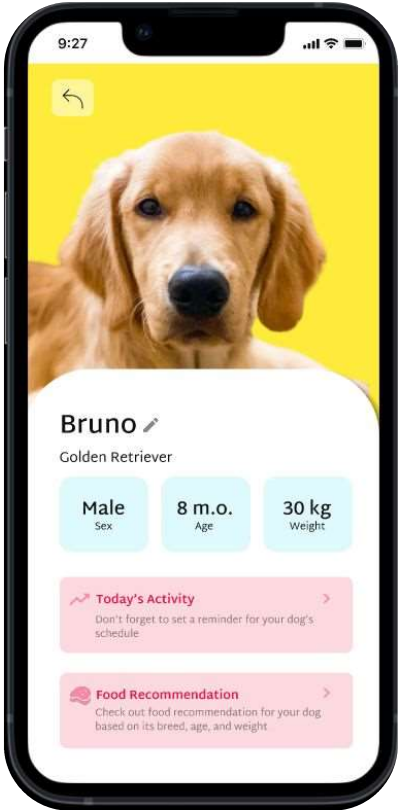 9:27
Bruno
Golden Retriever
Male
Sex
8 m.o.
Age
30 kg
Weight
Today's Activity
Don't forget to set a reminder for your dog's
schedule
Food Recommendation
Check out food recommendation for your dog
based on its breed, age, and weight